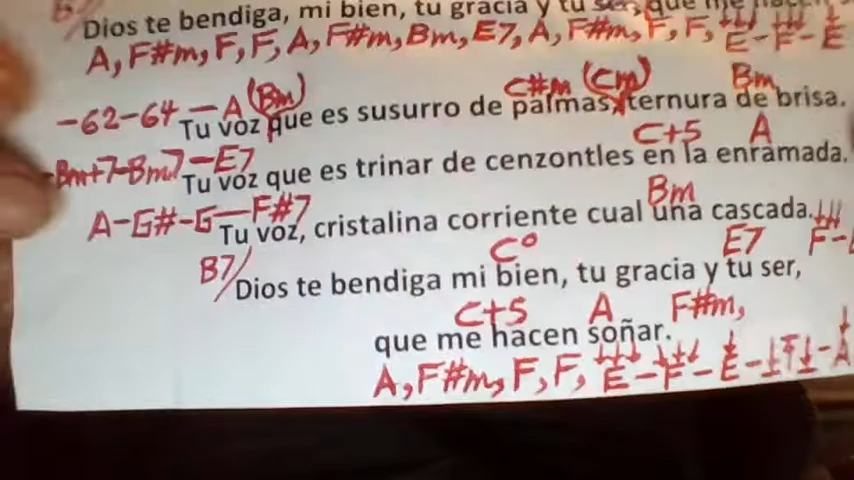 Dios te bendiga, mi bien, tu gracia y tu ser, que me hacen
A, F#m, F, F, A, F#m, Bm, E7, A, F#m, F, F, E - F - E
-62-64 - A (Bm) C#m (Cm) Bm
Tu voz que es susurro de palmas ternura de brisa.
Bm+7-Bm7-E7 C+5 A
Tu voz que es trinar de cenzontles en la enramada.
A-G#-G-F#7 Bm
Tu voz, cristalina corriente cual una cascada.
B7/ C° E7 F-
Dios te bendiga mi bien, tu gracia y tu ser,
C+5 A F#m,
que me hacen soñar.
A, F#m, F, F, E - F - E - - A